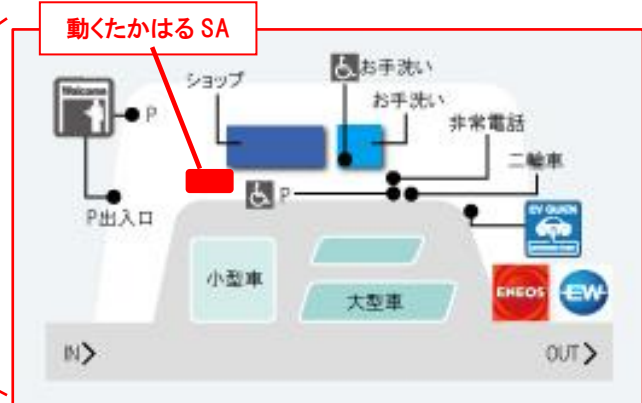 動くたかはる SA
Welcome
P
ショップ
お手洗い
お手洗い
非常電話
二輪車
P出入口
P
EV QUICK
小型車
大型車
ENEOS
EW
IN
OUT